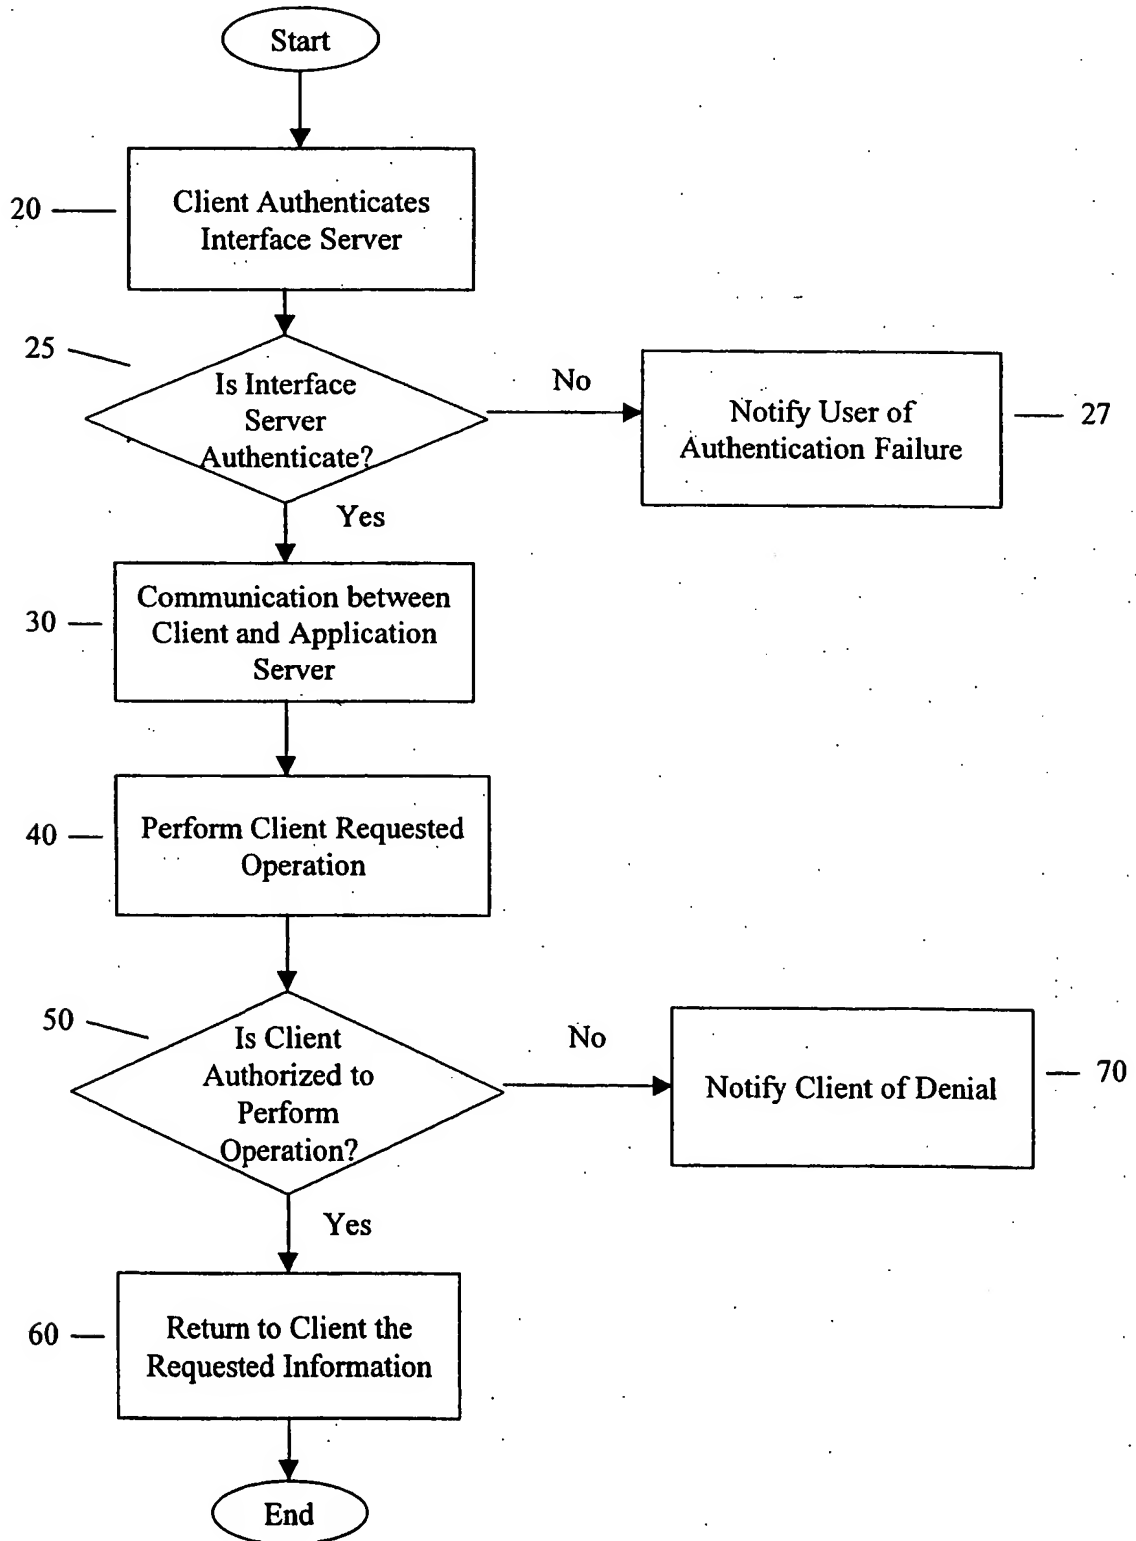 Start
20
Client Authenticates
Interface Server
25
Is Interface
Server
Authenticate?
No
Notify User of
Authentication Failure
27
Yes
30
Communication between
Client and Application
Server
40
Perform Client Requested
Operation
50
Is Client
Authorized to
Perform
Operation?
No
Notify Client of Denial
70
Yes
60
Return to Client the
Requested Information
End